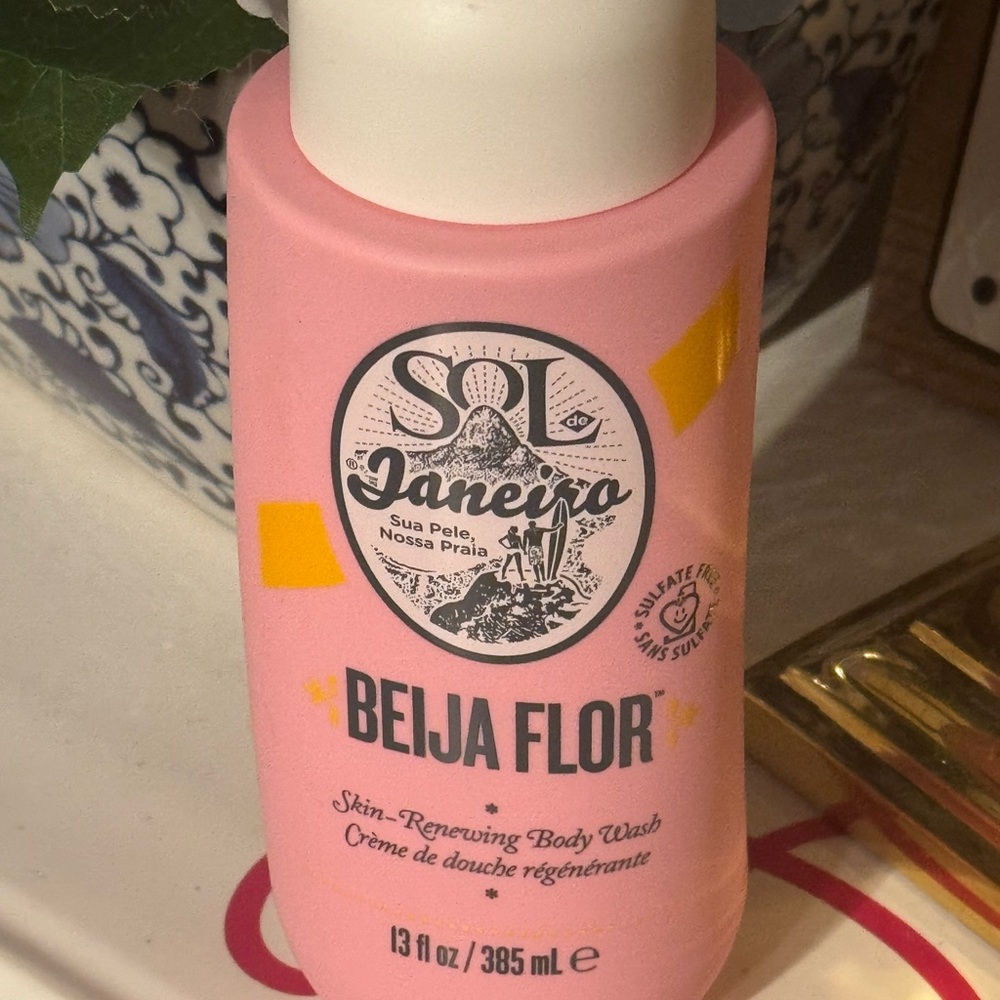 SOL
de
Janeiro
®
Sua Pele,
Nossa Praia
* SULFATE FREE *
SANS SULFATE
BEIJA FLOR™
*
Skin-Renewing Body Wash
Crème de douche régénérante
*
13 fl oz / 385 mL ℮